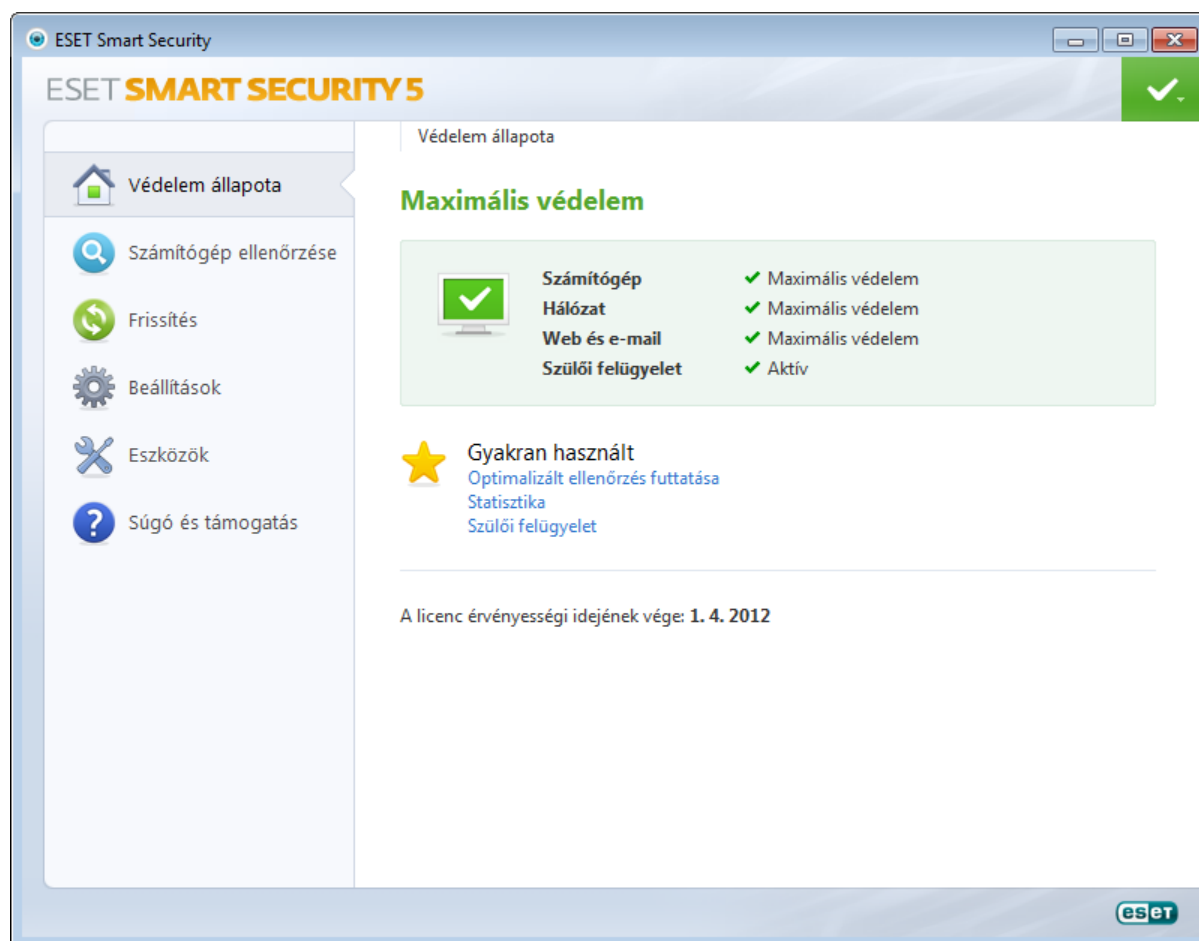 ESET Smart Security
ESET SMART SECURITY 5
Védelem állapota
Számítógép ellenőrzése
Frissítés
Beállítások
Eszközök
Súgó és támogatás
Védelem állapota
Maximális védelem
Számítógép Maximális védelem
Hálózat Maximális védelem
Web és e-mail Maximális védelem
Szülői felügyelet Aktív
Gyakran használt
Optimalizált ellenőrzés futtatása
Statisztika
Szülői felügyelet
A licenc érvényességi idejének vége: 1. 4. 2012
eseT